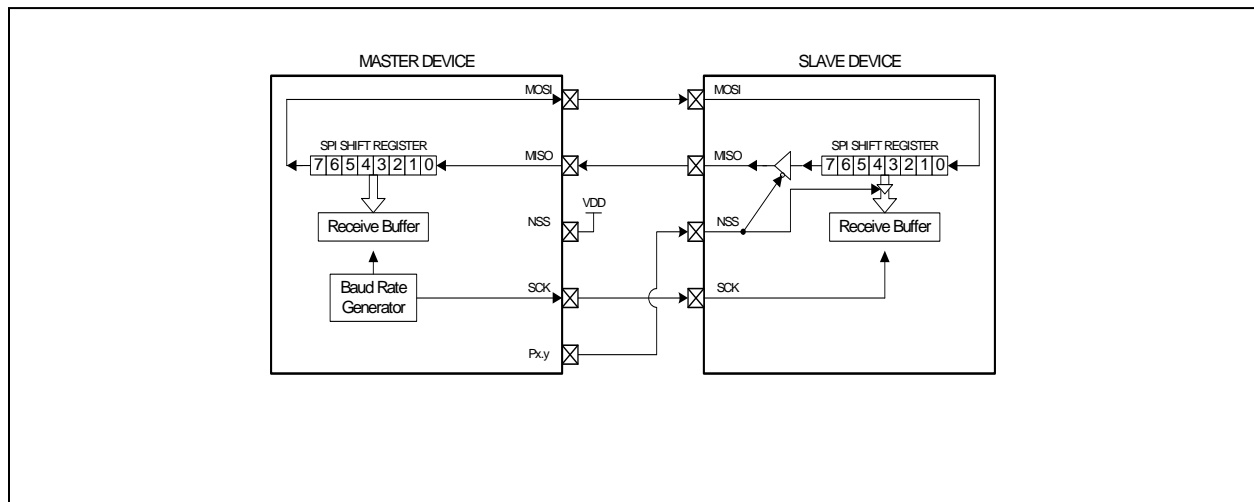 MASTER DEVICE
SLAVE DEVICE
MOSI
MOSI
SPI SHIFT REGISTER
7 6 5 4 3 2 1 0
MISO
MISO
SPI SHIFT REGISTER
7 6 5 4 3 2 1 0
Receive Buffer
VDD
NSS
NSS
Receive Buffer
Baud Rate
Generator
SCK
SCK
Px.y